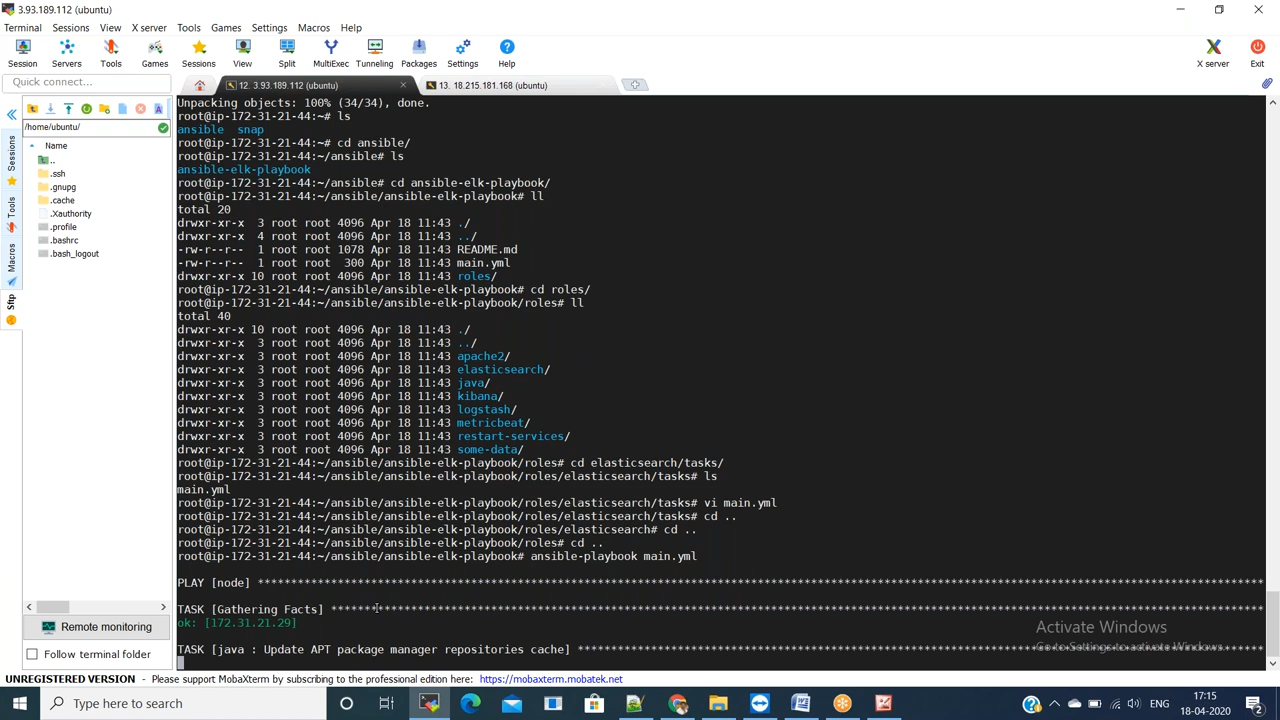 3.93.189.112 (ubuntu)
Terminal Sessions View X server Tools Games Settings Macros Help
Session Servers Tools Games Sessions View Split MultiExec Tunneling Packages Settings Help X server Exit
Quick connect...
12. 3.93.189.112 (ubuntu)
13. 18.215.181.168 (ubuntu)
/home/ubuntu/
Name
..
.ssh
.gnupg
.cache
.Xauthority
.profile
.bashrc
.bash_logout
Sessions
Tools
Macros
Sftp
Unpacking objects: 100% (34/34), done.
root@ip-172-31-21-44:~# ls
ansible snap
root@ip-172-31-21-44:~# cd ansible/
root@ip-172-31-21-44:~/ansible# ls
ansible-elk-playbook
root@ip-172-31-21-44:~/ansible# cd ansible-elk-playbook/
root@ip-172-31-21-44:~/ansible/ansible-elk-playbook# ll
total 20
drwxr-xr-x 3 root root 4096 Apr 18 11:43 ./
drwxr-xr-x 4 root root 4096 Apr 18 11:43 ../
-rw-r--r-- 1 root root 1078 Apr 18 11:43 README.md
-rw-r--r-- 1 root root 300 Apr 18 11:43 main.yml
drwxr-xr-x 10 root root 4096 Apr 18 11:43 roles/
root@ip-172-31-21-44:~/ansible/ansible-elk-playbook# cd roles/
root@ip-172-31-21-44:~/ansible/ansible-elk-playbook/roles# ll
total 40
drwxr-xr-x 10 root root 4096 Apr 18 11:43 ./
drwxr-xr-x 3 root root 4096 Apr 18 11:43 ../
drwxr-xr-x 3 root root 4096 Apr 18 11:43 apache2/
drwxr-xr-x 3 root root 4096 Apr 18 11:43 elasticsearch/
drwxr-xr-x 3 root root 4096 Apr 18 11:43 java/
drwxr-xr-x 3 root root 4096 Apr 18 11:43 kibana/
drwxr-xr-x 3 root root 4096 Apr 18 11:43 logstash/
drwxr-xr-x 3 root root 4096 Apr 18 11:43 metricbeat/
drwxr-xr-x 3 root root 4096 Apr 18 11:43 restart-services/
drwxr-xr-x 3 root root 4096 Apr 18 11:43 some-data/
root@ip-172-31-21-44:~/ansible/ansible-elk-playbook/roles# cd elasticsearch/tasks/
root@ip-172-31-21-44:~/ansible/ansible-elk-playbook/roles/elasticsearch/tasks# ls
main.yml
root@ip-172-31-21-44:~/ansible/ansible-elk-playbook/roles/elasticsearch/tasks# vi main.yml
root@ip-172-31-21-44:~/ansible/ansible-elk-playbook/roles/elasticsearch/tasks# cd ..
root@ip-172-31-21-44:~/ansible/ansible-elk-playbook/roles/elasticsearch# cd ..
root@ip-172-31-21-44:~/ansible/ansible-elk-playbook/roles# cd ..
root@ip-172-31-21-44:~/ansible/ansible-elk-playbook# ansible-playbook main.yml
PLAY [node] ****************************************************************
TASK [Gathering Facts] ****************************************************************
ok: [172.31.21.29]
TASK [java : Update APT package manager repositories cache] ****************************************************************
Activate Windows
Go to Settings to activate Windows.
Remote monitoring
Follow terminal folder
UNREGISTERED VERSION - Please support MobaXterm by subscribing to the professional edition here: https://mobaxterm.mobatek.net
Type here to search
ENG
17:15
18-04-2020
2